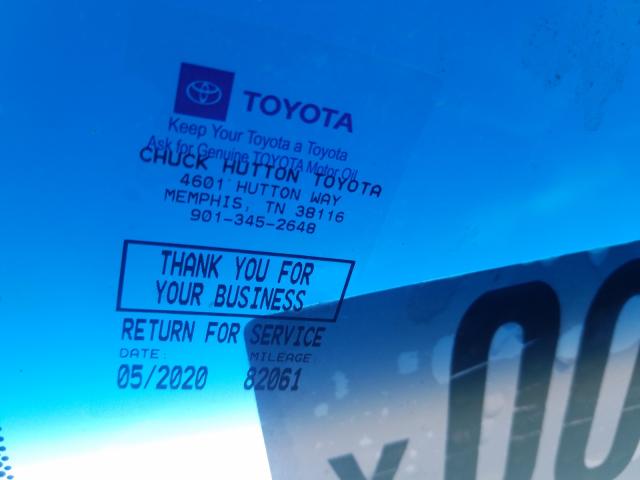 TOYOTA
Keep Your Toyota a Toyota
Ask for Genuine TOYOTA Motor Oil
CHUCK HUTTON TOYOTA
4601 HUTTON WAY
MEMPHIS, TN 38116
901-345-2648
THANK YOU FOR
YOUR BUSINESS
RETURN FOR SERVICE
DATE: MILEAGE:
05/2020 82061
00
X